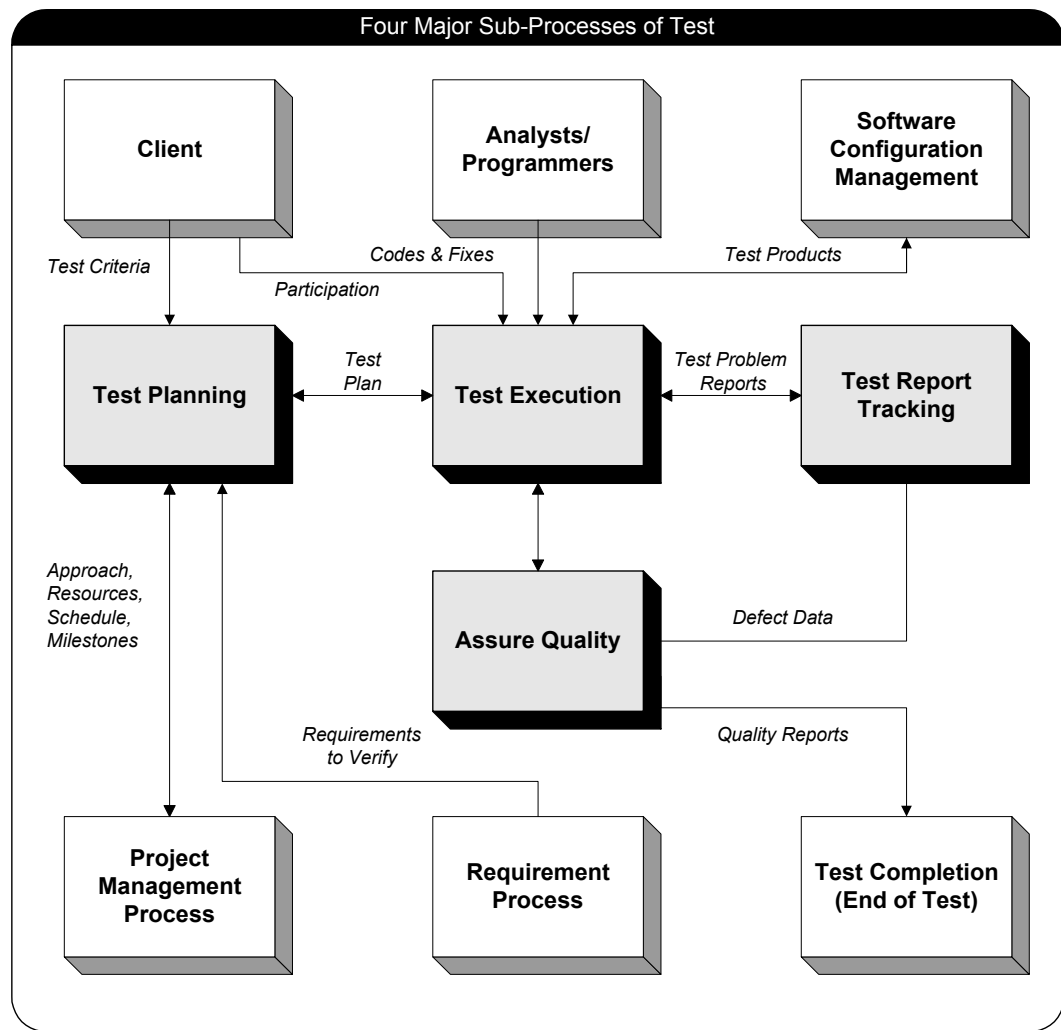 Four Major Sub-Processes of Test
Client
Analysts/
Programmers
Software
Configuration
Management
Test Criteria
Codes & Fixes
Test Products
Participation
Test Planning
Test
Plan
Test Execution
Test Problem
Reports
Test Report
Tracking
Approach,
Resources,
Schedule,
Milestones
Assure Quality
Defect Data
Requirements
to Verify
Quality Reports
Project
Management
Process
Requirement
Process
Test Completion
(End of Test)